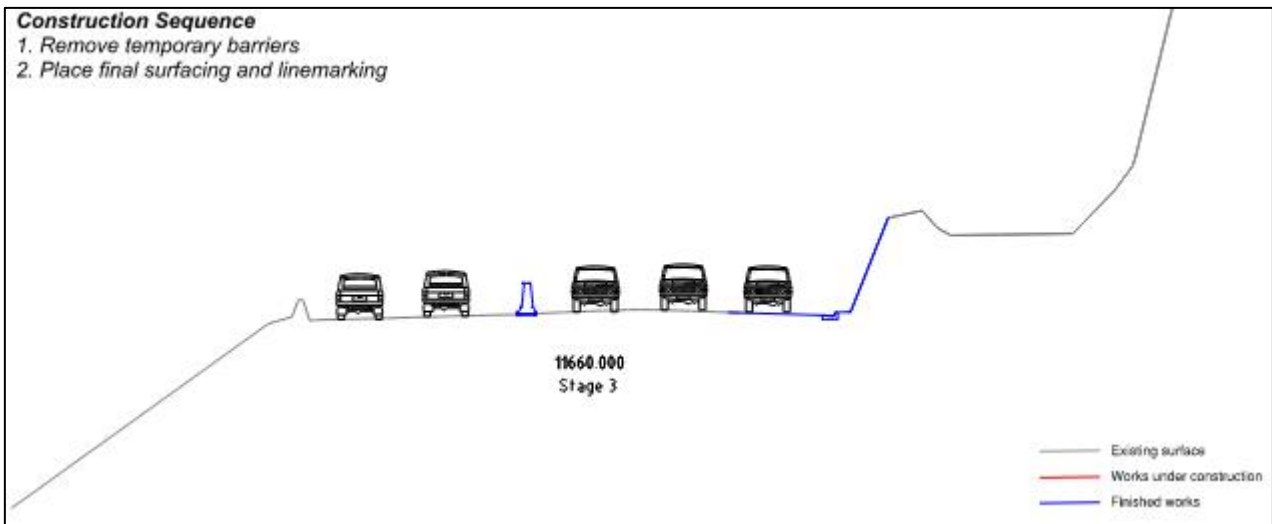 Construction Sequence
1. Remove temporary barriers
2. Place final surfacing and linemarking
11660.000
Stage 3
Existing surface
Works under construction
Finished works